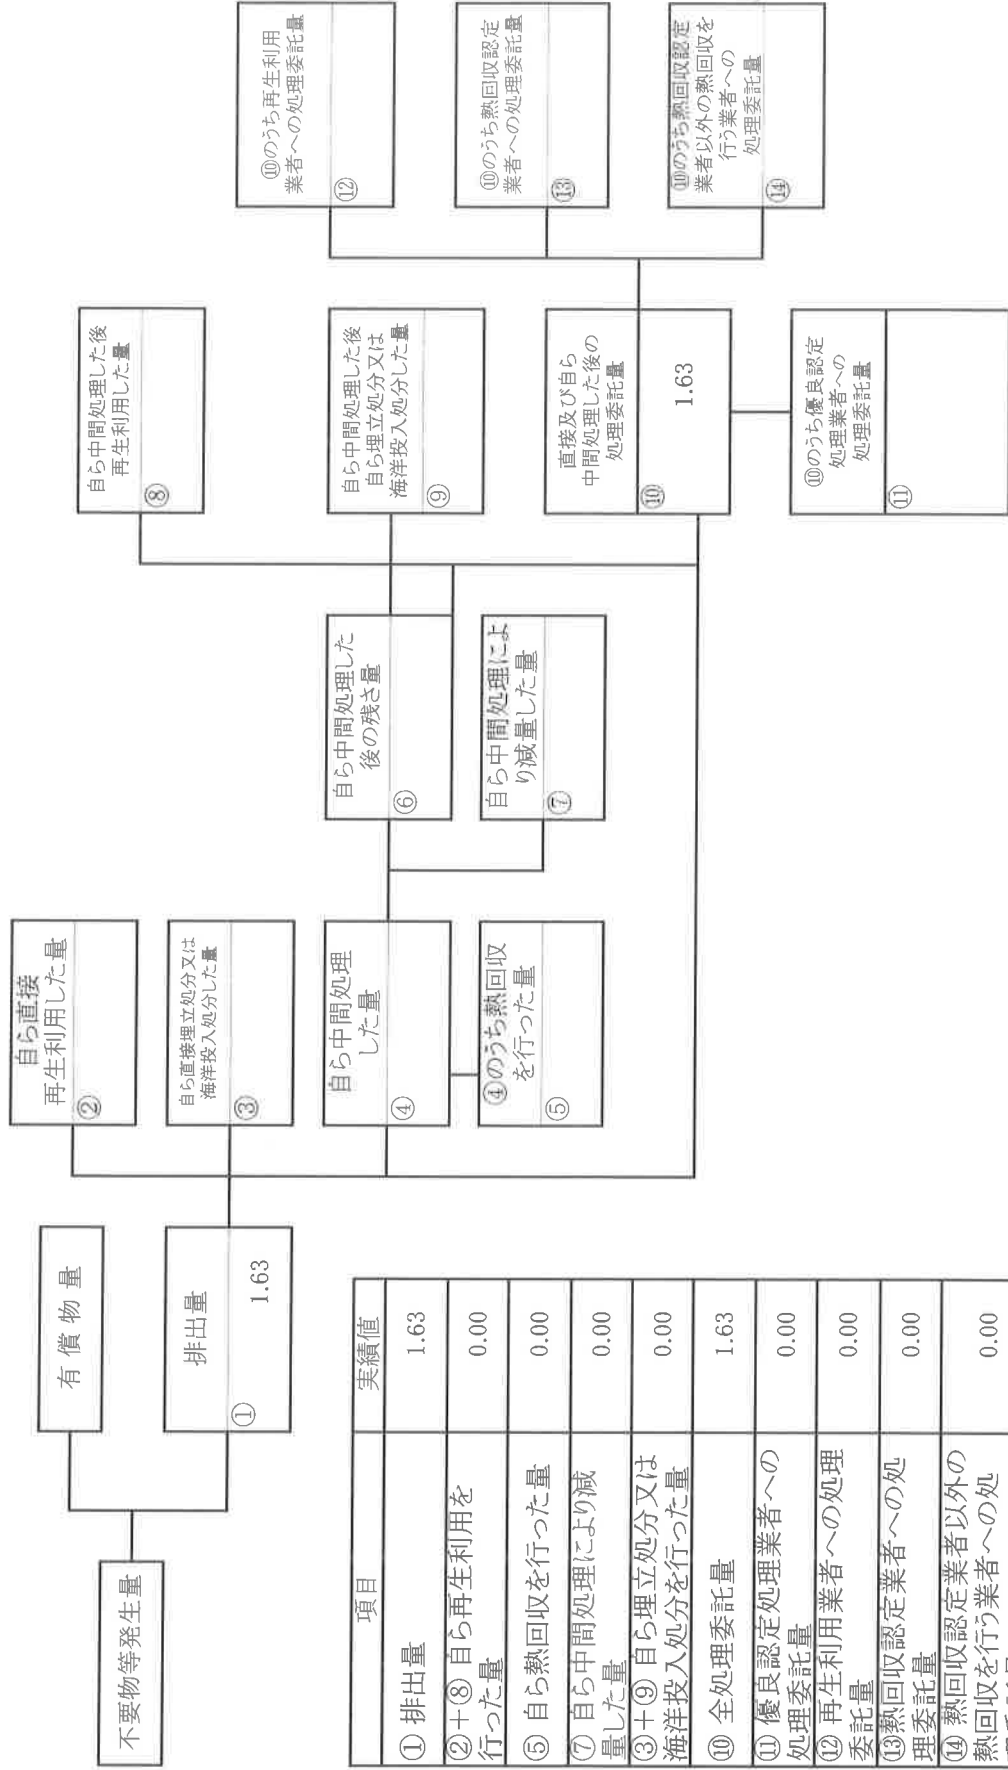 不要物等発生量
有償物量
排出量
①
1.63
自ら直接
再生利用した量
②
自ら直接埋立処分又は
海洋投入処分した量
③
自ら中間処理
した量
④
④のうち熱回収
を行った量
⑤
自ら中間処理した
後の残さ量
⑥
自ら中間処理によ
り減量した量
⑦
自ら中間処理した後
再生利用した量
⑧
自ら中間処理した後
自ら埋立処分又は
海洋投入処分した量
⑨
直接及び自ら
中間処理した後の
処理委託量
⑩
1.63
⑩のうち優良認定
処理業者への
処理委託量
⑪
⑩のうち再生利用
業者への処理委託量
⑫
⑩のうち熱回収認定
業者への処理委託量
⑬
⑩のうち熱回収認定
業者以外の熱回収を
行う業者への
処理委託量
⑭
項目 実績値
① 排出量 1.63
②+⑧ 自ら再生利用を
行った量 0.00
⑤ 自ら熱回収を行った量 0.00
⑦ 自ら中間処理により減
量した量 0.00
③+⑨ 自ら埋立処分又は
海洋投入処分を行った量 0.00
⑩ 全処理委託量 1.63
⑪ 優良認定処理業者への
処理委託量 0.00
⑫ 再生利用業者への処理
委託量 0.00
⑬熱回収認定業者への処
理委託量 0.00
⑭ 熱回収認定業者以外の
熱回収を行う業者への処 0.00